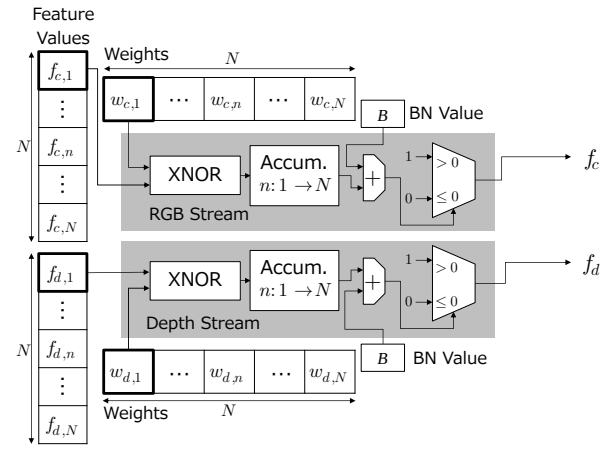 Feature
Values
Weights
N
f_{c,1}
⋮
N
f_{c,n}
⋮
f_{c,N}
w_{c,1} ⋯ w_{c,n} ⋯ w_{c,N}
B BN Value
XNOR
Accum.
n: 1 → N
+
1 > 0
0 ≤ 0
f_c
RGB Stream
f_{d,1}
⋮
N
f_{d,n}
⋮
f_{d,N}
XNOR
Accum.
n: 1 → N
+
1 > 0
0 ≤ 0
f_d
Depth Stream
B BN Value
w_{d,1} ⋯ w_{d,n} ⋯ w_{d,N}
Weights
N